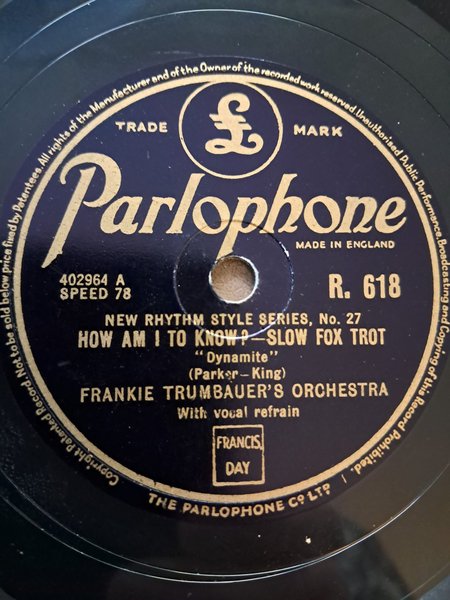 Copyright Patented Record. Not to be sold below price fixed by Patentees. All rights of the Manufacturer and of the Owner of the recorded work reserved. Unauthorised Public Performance, Broadcasting and Copying of this Record Prohibited.
£
TRADE MARK
Parlophone
MADE IN ENGLAND
402964 A
SPEED 78
R. 618
NEW RHYTHM STYLE SERIES, No. 27
HOW AM I TO KNOW?—SLOW FOX TROT
"Dynamite"
(Parker-King)
FRANKIE TRUMBAUER'S ORCHESTRA
With vocal refrain
FRANCIS,
DAY
THE PARLOPHONE CO LTD